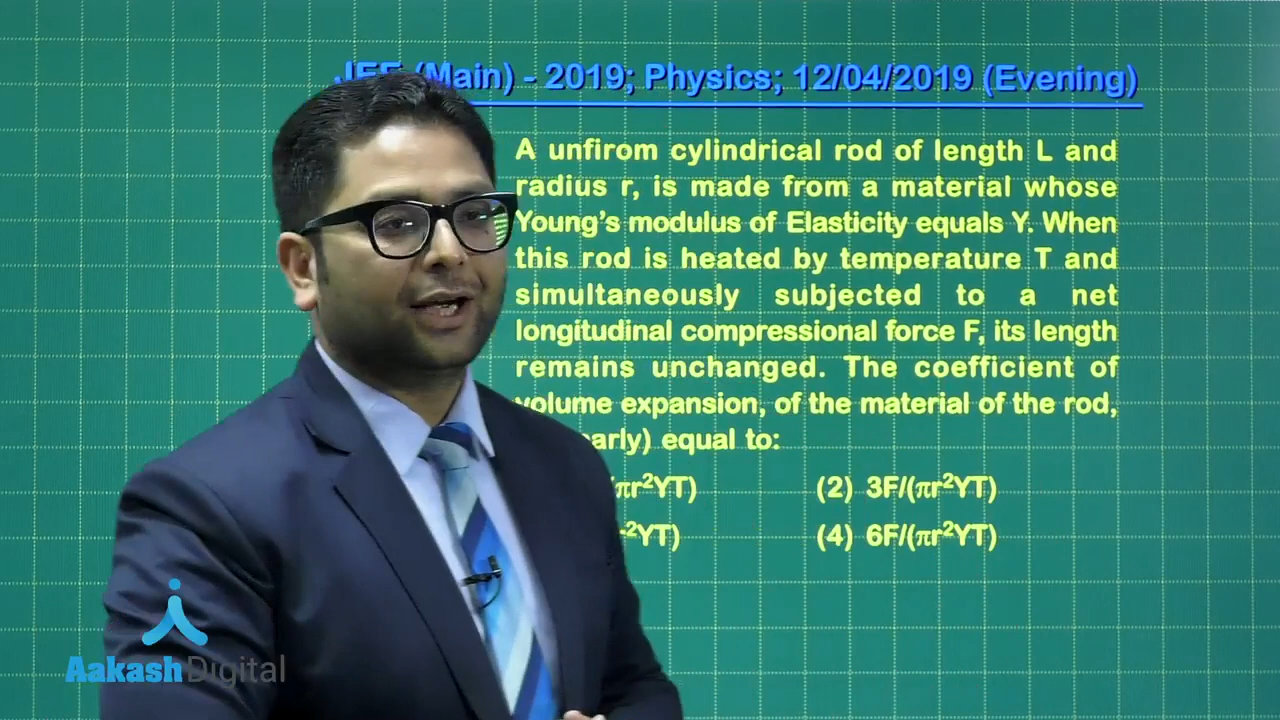 (Main) - 2019; Physics; 12/04/2019 (Evening)
A unfirom cylindrical rod of length L and
radius r, is made from a material whose
Young's modulus of Elasticity equals Y. When
this rod is heated by temperature T and
simultaneously subjected to a net
longitudinal compressional force F, its length
remains unchanged. The coefficient of
volume expansion, of the material of the rod,
equal to:
πr²YT) (2) 3F/(πr²YT)
²YT) (4) 6F/(πr²YT)
Aakash Digital